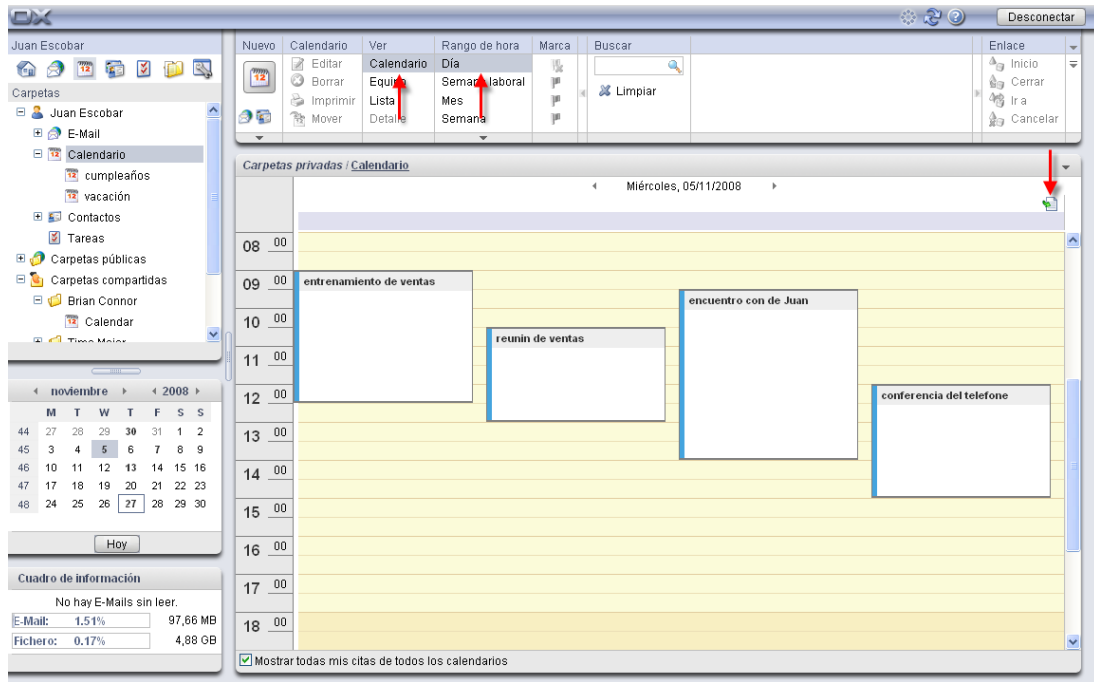 OX
Desconectar
Juan Escobar
Carpetas
Juan Escobar
E-Mail
Calendario
cumpleaños
vacación
Contactos
Tareas
Carpetas públicas
Carpetas compartidas
Brian Connor
Calendar
noviembre 2008
M T W T F S S
44 27 28 29 30 31 1 2
45 3 4 5 6 7 8 9
46 10 11 12 13 14 15 16
47 17 18 19 20 21 22 23
48 24 25 26 27 28 29 30
Hoy
Cuadro de información
No hay E-Mails sin leer.
E-Mail: 1.51% 97,66 MB
Fichero: 0.17% 4,88 GB
Nuevo Calendario Ver Rango de hora Marca Buscar Enlace
Editar Calendario Día Inicio
Borrar Equipo Semana laboral Limpiar Cerrar
Imprimir Lista Mes Ir a
Mover Detalle Semana Cancelar
Carpetas privadas / Calendario
Miércoles, 05/11/2008
08 00
09 00
10 00
11 00
12 00
13 00
14 00
15 00
16 00
17 00
18 00
entrenamiento de ventas
reunin de ventas
encuentro con de Juan
conferencia del telefone
Mostrar todas mis citas de todos los calendarios